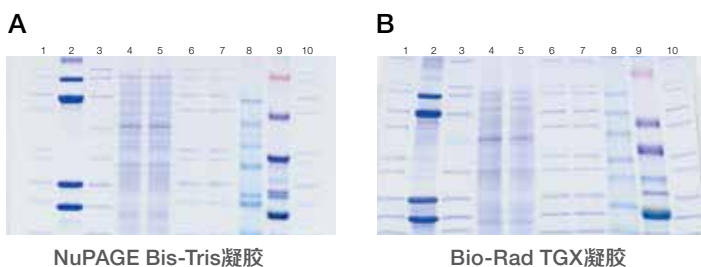 A
1 2 3 4 5 6 7 8 9 10
NuPAGE Bis-Tris凝胶
B
1 2 3 4 5 6 7 8 9 10
Bio-Rad TGX凝胶